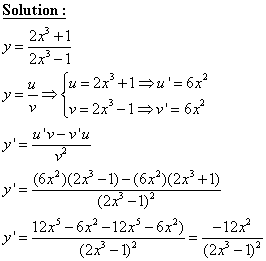 Solution :
y = (2x³ + 1)/(2x³ − 1)
y = u/v ⇒ { u = 2x³ + 1 ⇒ u' = 6x²
v = 2x³ − 1 ⇒ v' = 6x²
y' = (u'v − v'u)/v²
y' = ((6x²)(2x³ − 1) − (6x²)(2x³ + 1))/(2x³ − 1)²
y' = (12x⁵ − 6x² − 12x⁵ − 6x²))/(2x³ − 1)² = (−12x²)/(2x³ − 1)²